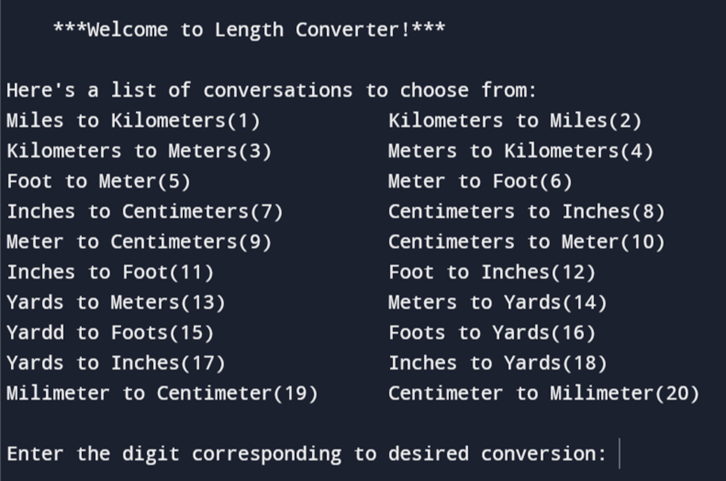 ***Welcome to Length Converter!***
Here's a list of conversations to choose from:
Miles to Kilometers(1) Kilometers to Miles(2)
Kilometers to Meters(3) Meters to Kilometers(4)
Foot to Meter(5) Meter to Foot(6)
Inches to Centimeters(7) Centimeters to Inches(8)
Meter to Centimeters(9) Centimeters to Meter(10)
Inches to Foot(11) Foot to Inches(12)
Yards to Meters(13) Meters to Yards(14)
Yardd to Foots(15) Foots to Yards(16)
Yards to Inches(17) Inches to Yards(18)
Milimeter to Centimeter(19) Centimeter to Milimeter(20)
Enter the digit corresponding to desired conversion: